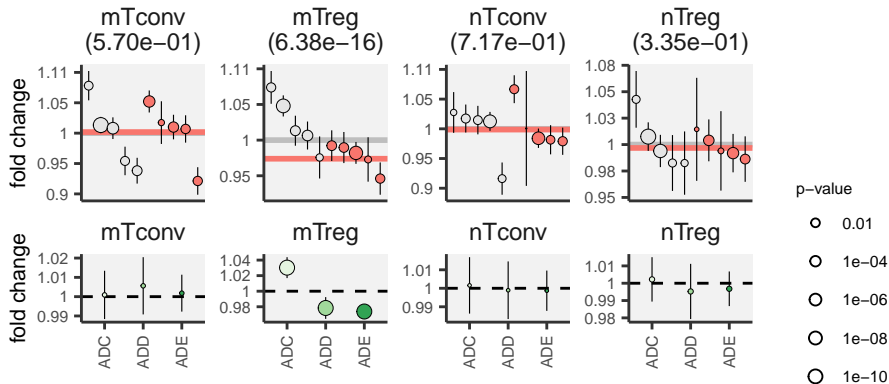 mTconv
(5.70e−01)
mTreg
(6.38e−16)
nTconv
(7.17e−01)
nTreg
(3.35e−01)
fold change
1.11
1.05
1
0.95
0.9
1.11
1.05
1
0.95
1.11
1.05
1
0.95
0.9
1.08
1.05
1.03
1
0.98
0.95
mTconv
mTreg
nTconv
nTreg
fold change
1.02
1.01
1
0.99
1.04
1.02
1
0.98
1.01
1
0.99
1.01
1
0.99
0.98
ADC
ADD
ADE
ADC
ADD
ADE
ADC
ADD
ADE
ADC
ADD
ADE
p−value
0.01
1e−04
1e−06
1e−08
1e−10